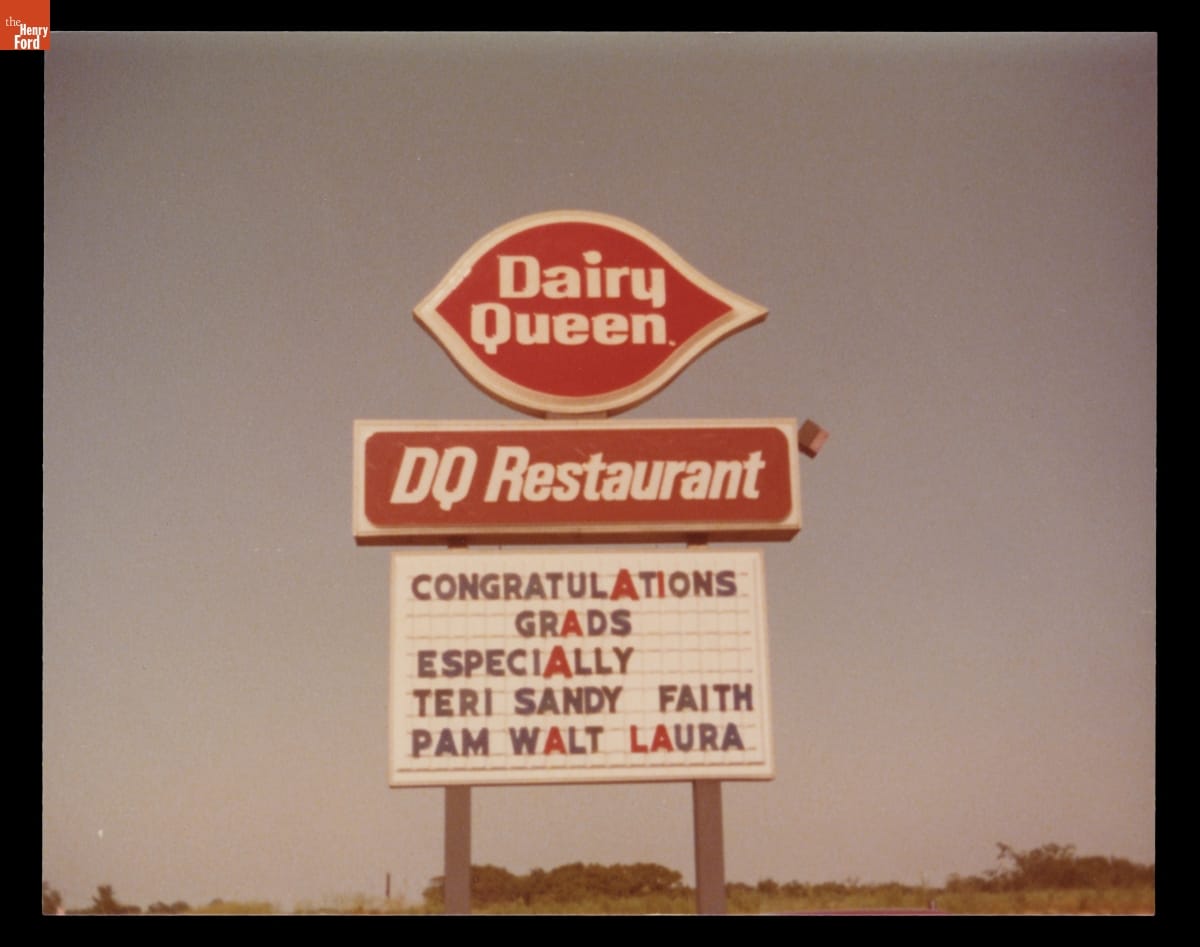 the
Henry
Ford
Dairy
Queen.
DQ Restaurant
CONGRATULATIONS
GRADS
ESPECIALLY
TERI SANDY FAITH
PAM WALT LAURA